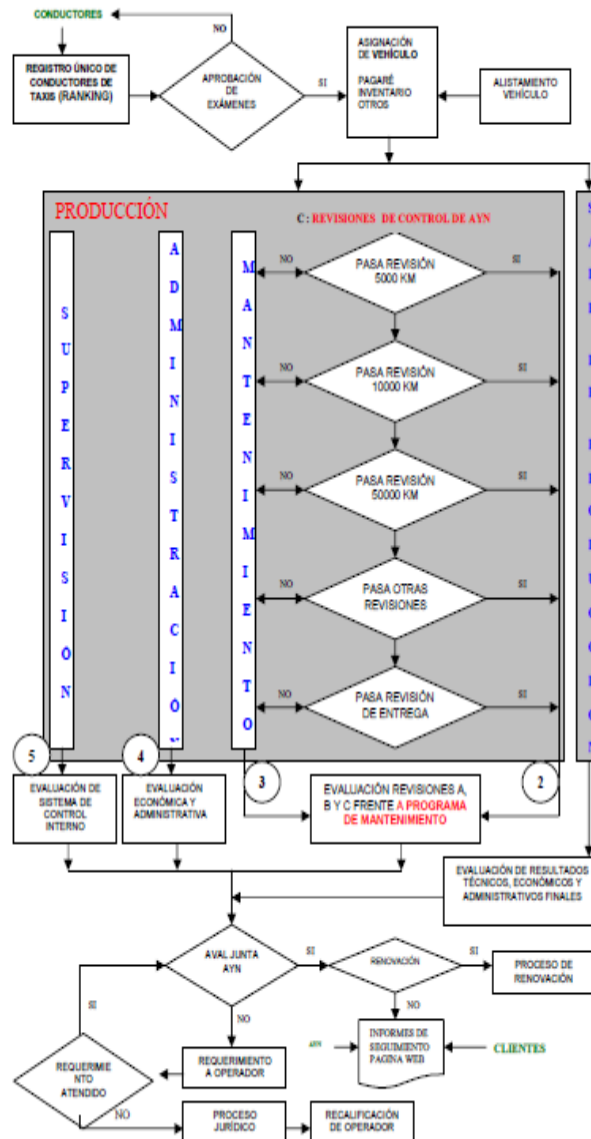 CONDUCTORES
NO
REGISTRO ÚNICO DE
CONDUCTORES DE
TAXIS (RANKING)
APROBACIÓN
DE
EXÁMENES
SI
ASIGNACIÓN
DE VEHÍCULO
PAGARÉ
INVENTARIO
OTROS
ALISTAMIENTO
VEHÍCULO
PRODUCCIÓN
C: REVISIONES DE CONTROL DE AYN
SUPERVISIÓN
ADMINISTRACIÓN
MANTENIMIENTO
NO
PASA REVISIÓN
5000 KM
SI
NO
PASA REVISIÓN
10000 KM
SI
NO
PASA REVISIÓN
50000 KM
SI
NO
PASA OTRAS
REVISIONES
SI
NO
PASA REVISIÓN
DE ENTREGA
SI
5
4
3
2
EVALUACIÓN DE
SISTEMA DE
CONTROL
INTERNO
EVALUACIÓN
ECONÓMICA Y
ADMINISTRATIVA
EVALUACIÓN REVISIONES A,
B Y C FRENTE A PROGRAMA
DE MANTENIMIENTO
EVALUACIÓN DE RESULTADOS
TÉCNICOS, ECONÓMICOS Y
ADMINISTRATIVOS FINALES
AVAL JUNTA
AYN
SI
RENOVACIÓN
SI
PROCESO DE
RENOVACIÓN
SI
NO
NO
REQUERIMIE
NTO
ATENDIDO
REQUERIMIENTO
A OPERADOR
AYN
INFORMES DE
SEGUIMIENTO
PAGINA WEB
CLIENTES
NO
PROCESO
JURÍDICO
RECALIFICACIÓN
DE OPERADOR